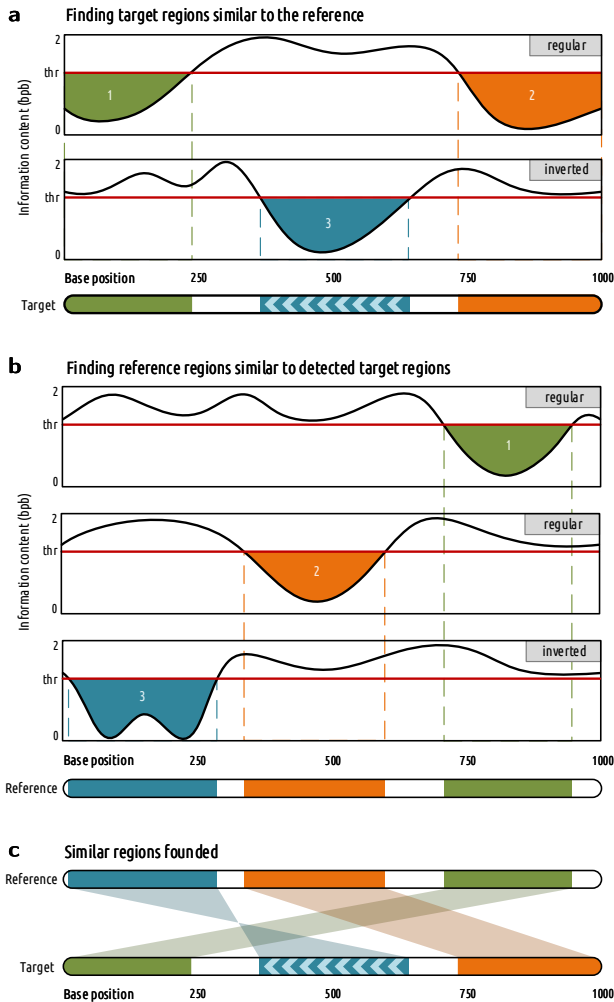 a Finding target regions similar to the reference
2
regular
thr
1
2
Information content (bpb)
0
2
inverted
thr
3
0
Base position 250 500 750 1000
Target
b Finding reference regions similar to detected target regions
2
regular
thr
1
0
2
regular
thr
2
Information content (bpb)
0
2
inverted
thr
3
0
Base position 250 500 750 1000
Reference
c Similar regions founded
Reference
Target
Base position 250 500 750 1000